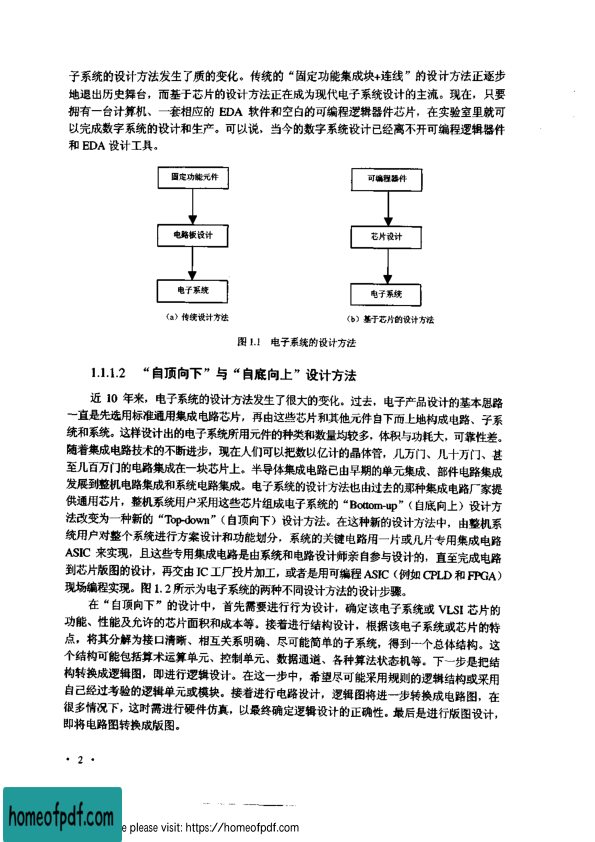 子系统的设计方法发生了质的变化。传统的“固定功能集成块+连线”的设计方法正逐步
地退出历史舞台，而基于芯片的设计方法正在成为现代电子系统设计的主流。现在，只要
拥有一台计算机、一套相应的 EDA 软件和空白的可编程逻辑器件芯片，在实验室里就可
以完成数字系统的设计和生产。可以说，当今的数字系统设计已经离不开可编程逻辑器件
和 EDA 设计工具。
固定功能元件
电路板设计
电子系统
（a）传统设计方法
可编程器件
芯片设计
电子系统
（b）基于芯片的设计方法
图 1.1 电子系统的设计方法
1.1.1.2 “自顶向下”与“自底向上”设计方法
近 10 年来，电子系统的设计方法发生了很大的变化。过去，电子产品设计的基本思路
一直是先选用标准通用集成电路芯片，再由这些芯片和其他元件自下而上地构成电路、子系
统和系统。这样设计出的电子系统所用元件的种类和数量均较多，体积与功耗大，可靠性差。
随着集成电路技术的不断进步，现在人们可以把数以亿计的晶体管，几万门、几十万门、甚
至几百万门的电路集成在一块芯片上。半导体集成电路已由早期的单元集成、部件电路集成
发展到整机电路集成和系统电路集成。电子系统的设计方法也由过去的那种集成电路厂家提
供通用芯片，整机系统用户采用这些芯片组成电子系统的“Bottom-up”（自底向上）设计方
法改变为一种新的“Top-down”（自顶向下）设计方法。在这种新的设计方法中，由整机系
统用户对整个系统进行方案设计和功能划分，系统的关键电路用一片或几片专用集成电路
ASIC 来实现，且这些专用集成电路是由系统和电路设计师亲自参与设计的，直至完成电路
到芯片版图的设计，再交由 IC 工厂投片加工，或者是用可编程 ASIC（例如 CPLD 和 FPGA）
现场编程实现。图 1.2 所示为电子系统的两种不同设计方法的设计步骤。
在“自顶向下”的设计中，首先需要进行行为设计，确定该电子系统或 VLSI 芯片的
功能、性能及允许的芯片面积和成本等。接着进行结构设计，根据该电子系统或芯片的特
点，将其分解为接口清晰、相互关系明确、尽可能简单的子系统，得到一个总体结构。这
个结构可能包括算术运算单元、控制单元、数据通道、各种算法状态机等。下一步是把结
构转换成逻辑图，即进行逻辑设计。在这一步中，希望尽可能采用规则的逻辑结构或采用
自己经过考验的逻辑单元或模块。接着进行电路设计，逻辑图将进一步转换成电路图，在
很多情况下，这时需进行硬件仿真，以最终确定逻辑设计的正确性。最后是进行版图设计，
即将电路图转换成版图。
· 2 ·
homeofpdf.com
e please visit: https://homeofpdf.com